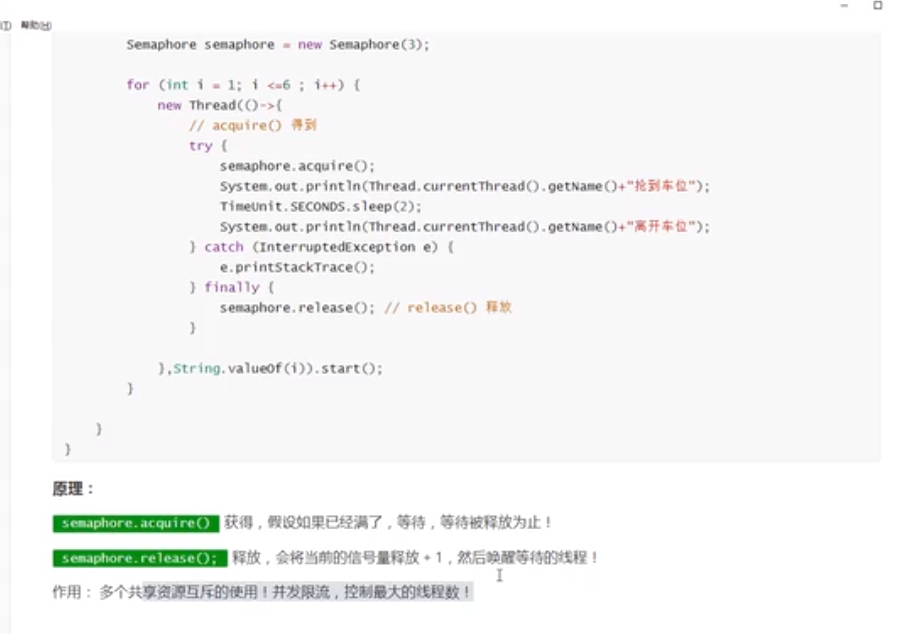 帮助(H)
Semaphore semaphore = new Semaphore(3);
for (int i = 1; i <=6 ; i++) {
new Thread(()->{
// acquire() 得到
try {
semaphore.acquire();
System.out.println(Thread.currentThread().getName()+"抢到车位");
TimeUnit.SECONDS.sleep(2);
System.out.println(Thread.currentThread().getName()+"离开车位");
} catch (InterruptedException e) {
e.printStackTrace();
} finally {
semaphore.release(); // release() 释放
}
},String.valueOf(i)).start();
}
}
}
原理：
semaphore.acquire() 获得，假设如果已经满了，等待，等待被释放为止！
semaphore.release(); 释放，会将当前的信号量释放 + 1，然后唤醒等待的线程！
作用： 多个共享资源互斥的使用！并发限流，控制最大的线程数！